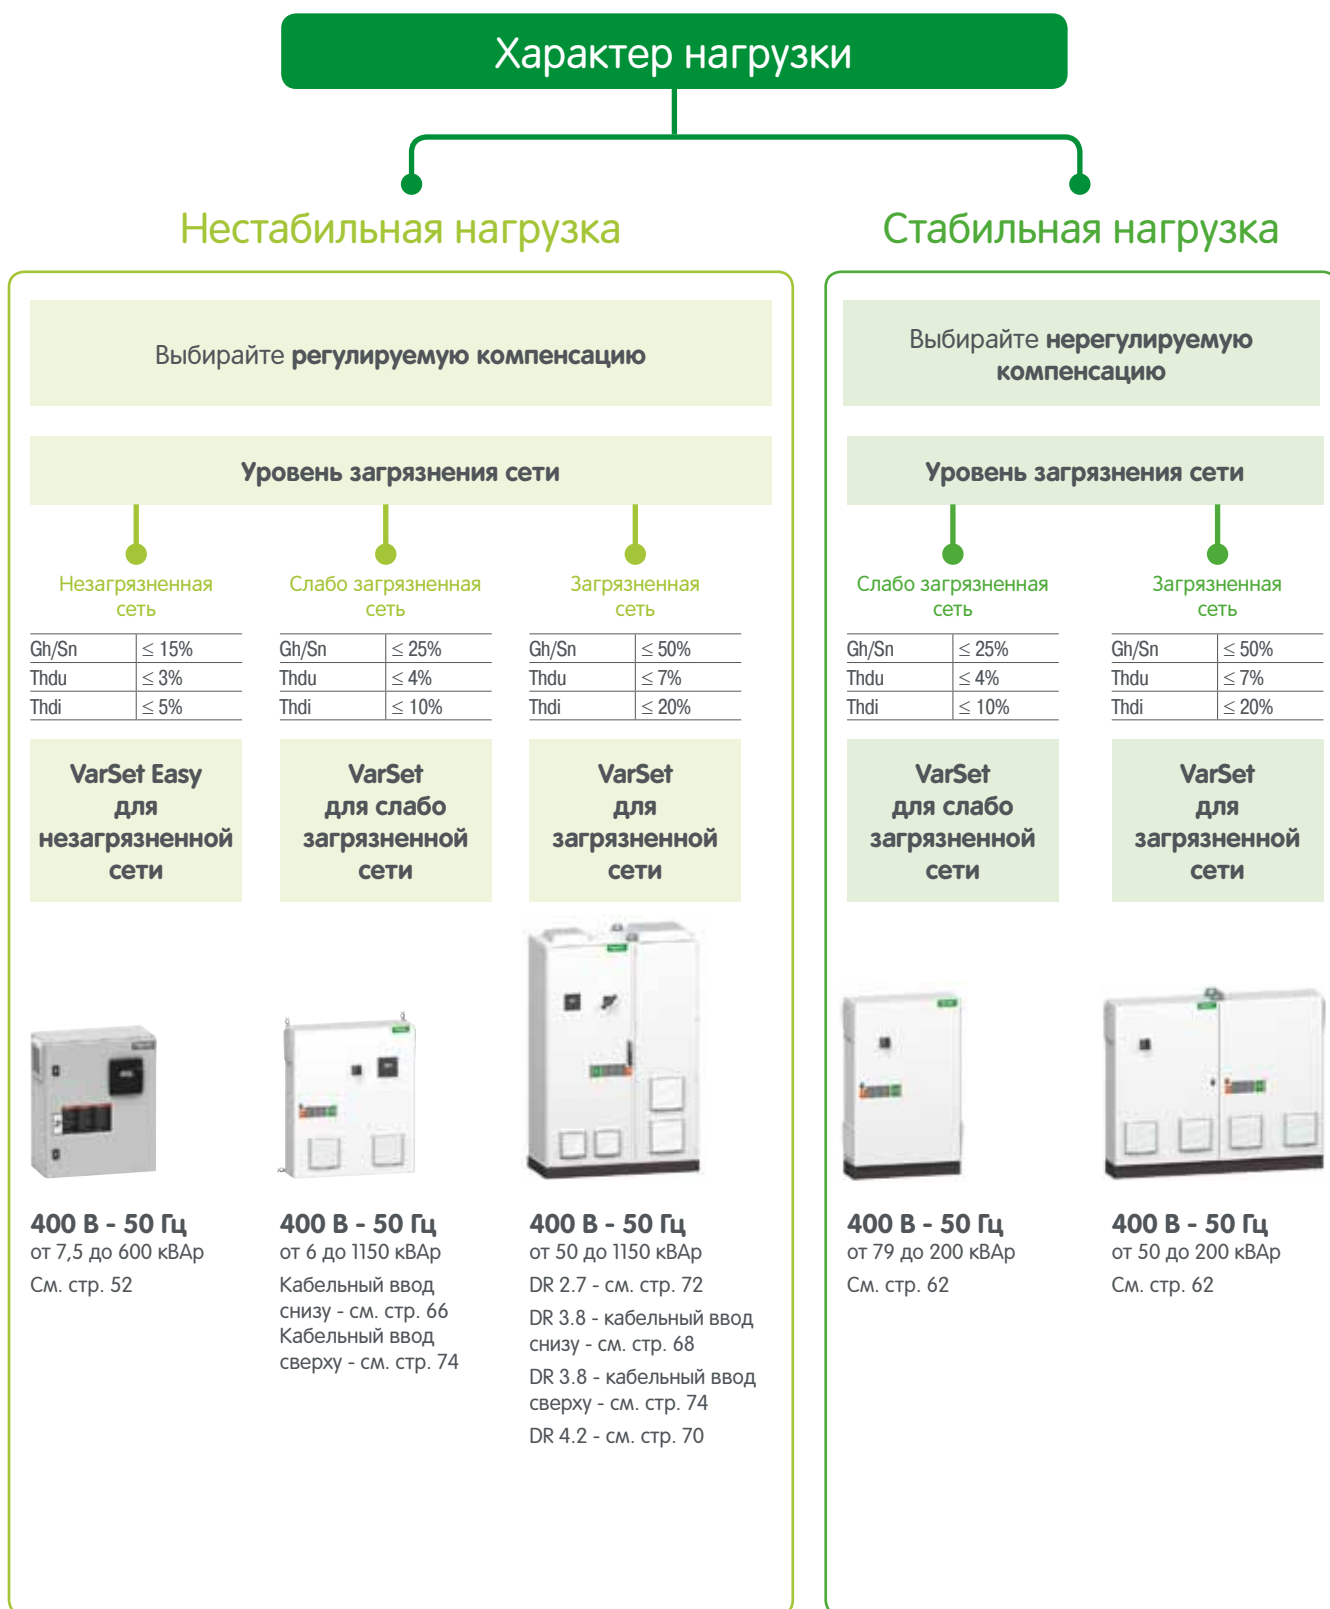 Характер нагрузки
Нестабильная нагрузка
Выбирайте регулируемую компенсацию
Уровень загрязнения сети
Незагрязненная
сеть
Gh/Sn ≤ 15%
Thdu ≤ 3%
Thdi ≤ 5%
VarSet Easy
для
незагрязненной
сети
400 В - 50 Гц
от 7,5 до 600 кВАр
См. стр. 52
Слабо загрязненная
сеть
Gh/Sn ≤ 25%
Thdu ≤ 4%
Thdi ≤ 10%
VarSet
для слабо
загрязненной
сети
400 В - 50 Гц
от 6 до 1150 кВАр
Кабельный ввод
снизу - см. стр. 66
Кабельный ввод
сверху - см. стр. 74
Загрязненная
сеть
Gh/Sn ≤ 50%
Thdu ≤ 7%
Thdi ≤ 20%
VarSet
для
загрязненной
сети
400 В - 50 Гц
от 50 до 1150 кВАр
DR 2.7 - см. стр. 72
DR 3.8 - кабельный ввод
снизу - см. стр. 68
DR 3.8 - кабельный ввод
сверху - см. стр. 74
DR 4.2 - см. стр. 70
Стабильная нагрузка
Выбирайте нерегулируемую
компенсацию
Уровень загрязнения сети
Слабо загрязненная
сеть
Gh/Sn ≤ 25%
Thdu ≤ 4%
Thdi ≤ 10%
VarSet
для слабо
загрязненной
сети
400 В - 50 Гц
от 79 до 200 кВАр
См. стр. 62
Загрязненная
сеть
Gh/Sn ≤ 50%
Thdu ≤ 7%
Thdi ≤ 20%
VarSet
для
загрязненной
сети
400 В - 50 Гц
от 50 до 200 кВАр
См. стр. 62